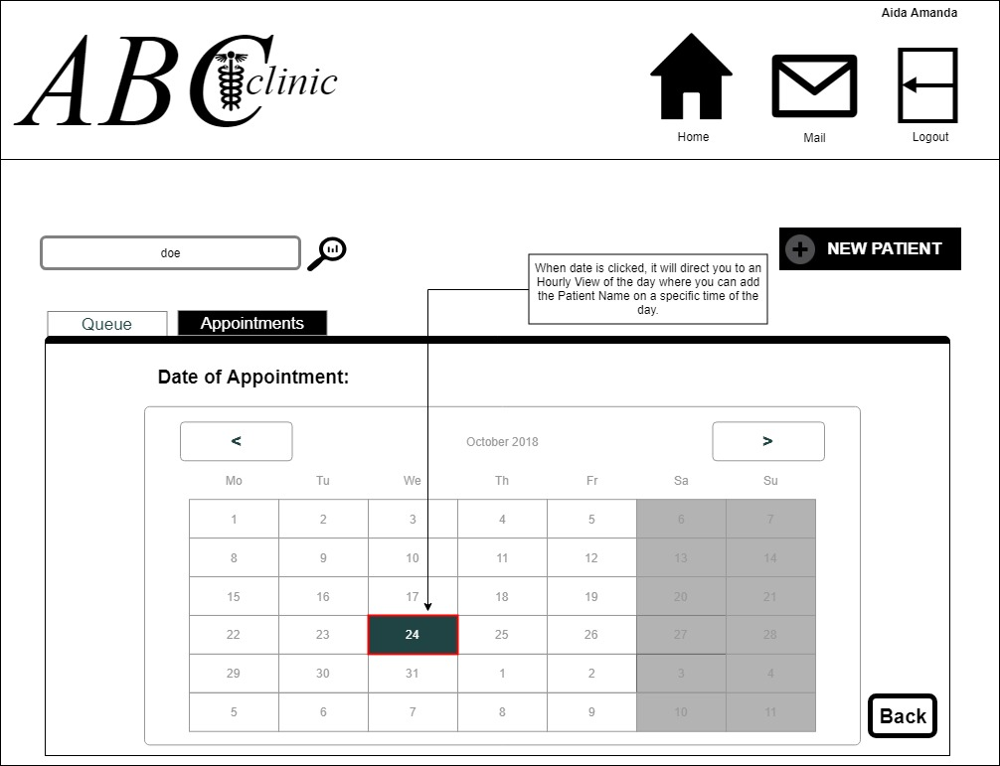 Aida Amanda
ABC clinic
Home
Mail
Logout
doe
NEW PATIENT
When date is clicked, it will direct you to an
Hourly View of the day where you can add
the Patient Name on a specific time of the
day.
Queue
Appointments
Date of Appointment:
<
October 2018
>
Mo Tu We Th Fr Sa Su
1 2 3 4 5 6 7
8 9 10 11 12 13 14
15 16 17 18 19 20 21
22 23 24 25 26 27 28
29 30 31 1 2 3 4
5 6 7 8 9 10 11
Back